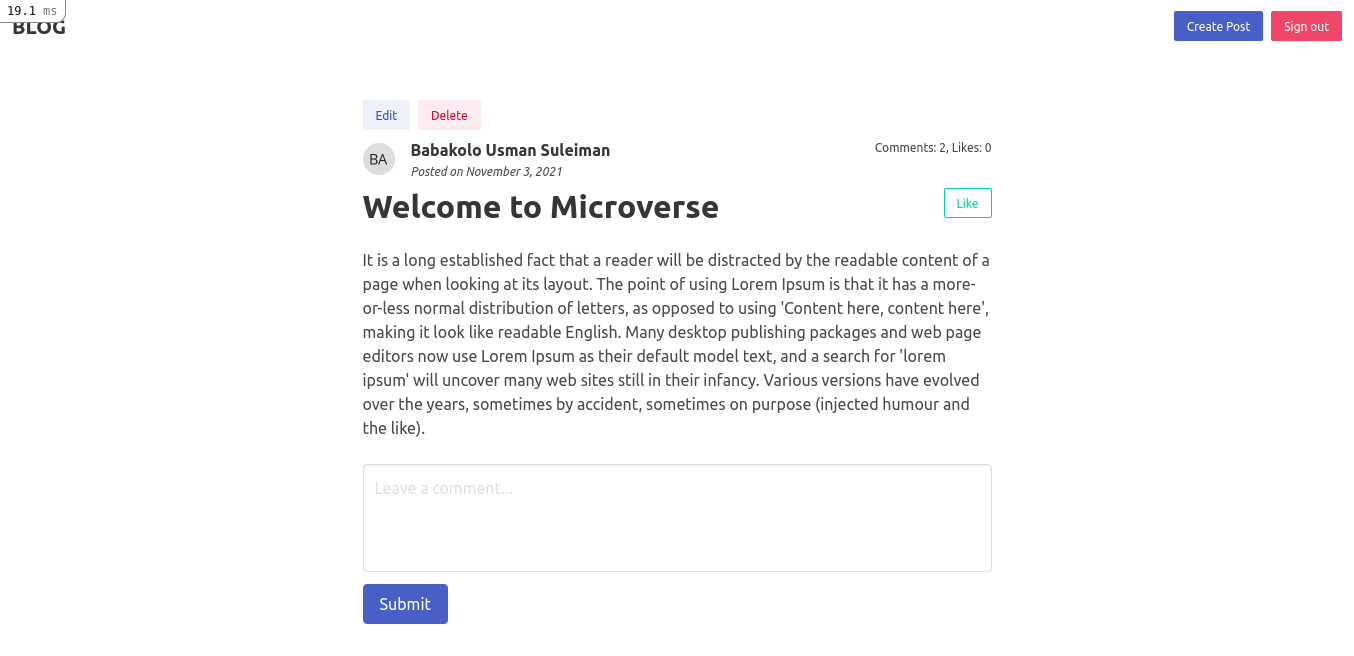 19.1 ms
BLOG
Create Post
Sign out
Edit
Delete
BA
Babakolo Usman Suleiman
Comments: 2, Likes: 0
Posted on November 3, 2021
Welcome to Microverse
Like
It is a long established fact that a reader will be distracted by the readable content of a
page when looking at its layout. The point of using Lorem Ipsum is that it has a more-
or-less normal distribution of letters, as opposed to using 'Content here, content here',
making it look like readable English. Many desktop publishing packages and web page
editors now use Lorem Ipsum as their default model text, and a search for 'lorem
ipsum' will uncover many web sites still in their infancy. Various versions have evolved
over the years, sometimes by accident, sometimes on purpose (injected humour and
the like).
Leave a comment...
Submit